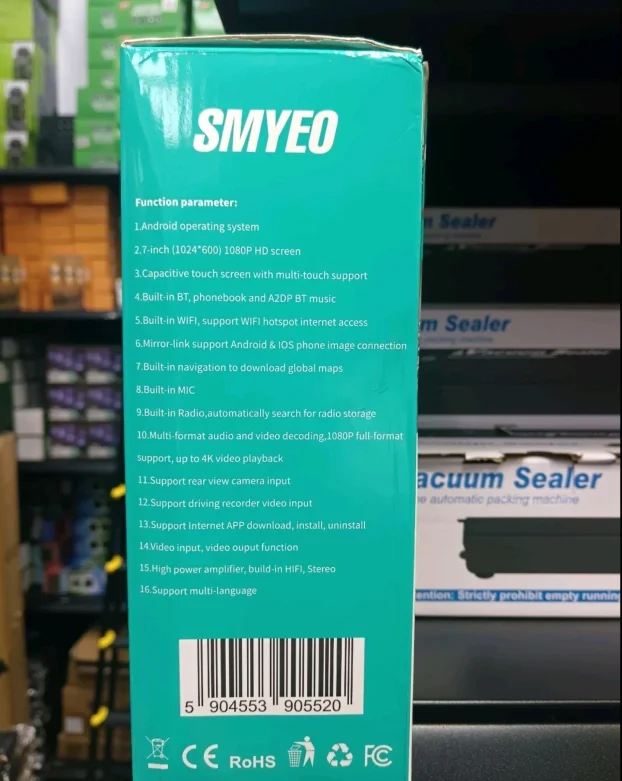 SMYEO
Function parameter:
1.Android operating system
2.7-inch (1024*600) 1080P HD screen
3.Capacitive touch screen with multi-touch support
4.Built-in BT, phonebook and A2DP BT music
5.Built-in WIFI, support WIFI hotspot internet access
6.Mirror-link support Android & IOS phone image connection
7.Built-in navigation to download global maps
8.Built-in MIC
9.Built-in Radio,automatically search for radio storage
10.Multi-format audio and video decoding,1080P full-format
support, up to 4K video playback
11.Support rear view camera input
12.Support driving recorder video input
13.Support Internet APP download, install, uninstall
14.Video input, video ouput function
15.High power amplifier, build-in HIFI, Stereo
16.Support multi-language
5 904553 905520
CE RoHS FC
m Sealer
m Sealer
acuum Sealer
automatic packing machine
ention: Strictly prohibit empty running